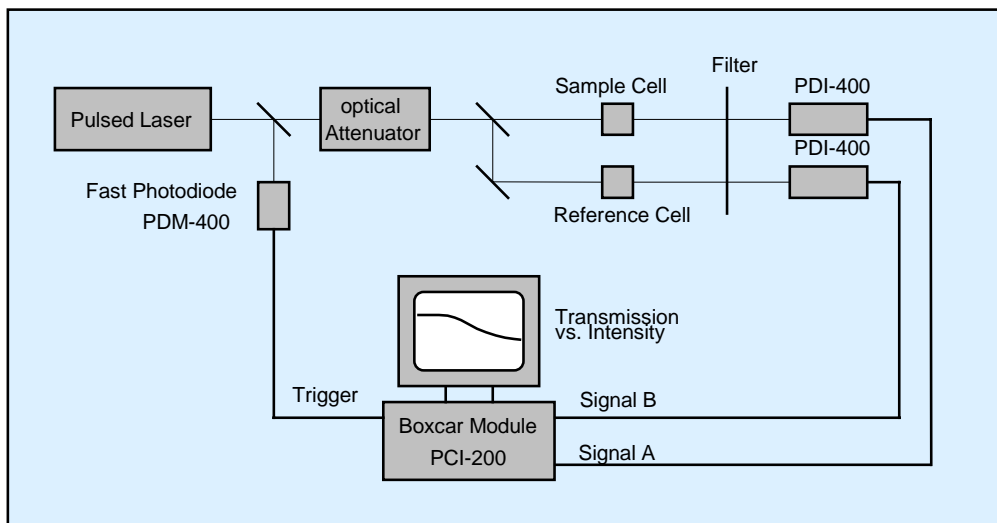 Pulsed Laser
optical
Attenuator
Sample Cell
Filter
PDI-400
PDI-400
Fast Photodiode
PDM-400
Reference Cell
Transmission
vs. Intensity
Trigger
Boxcar Module
PCI-200
Signal B
Signal A